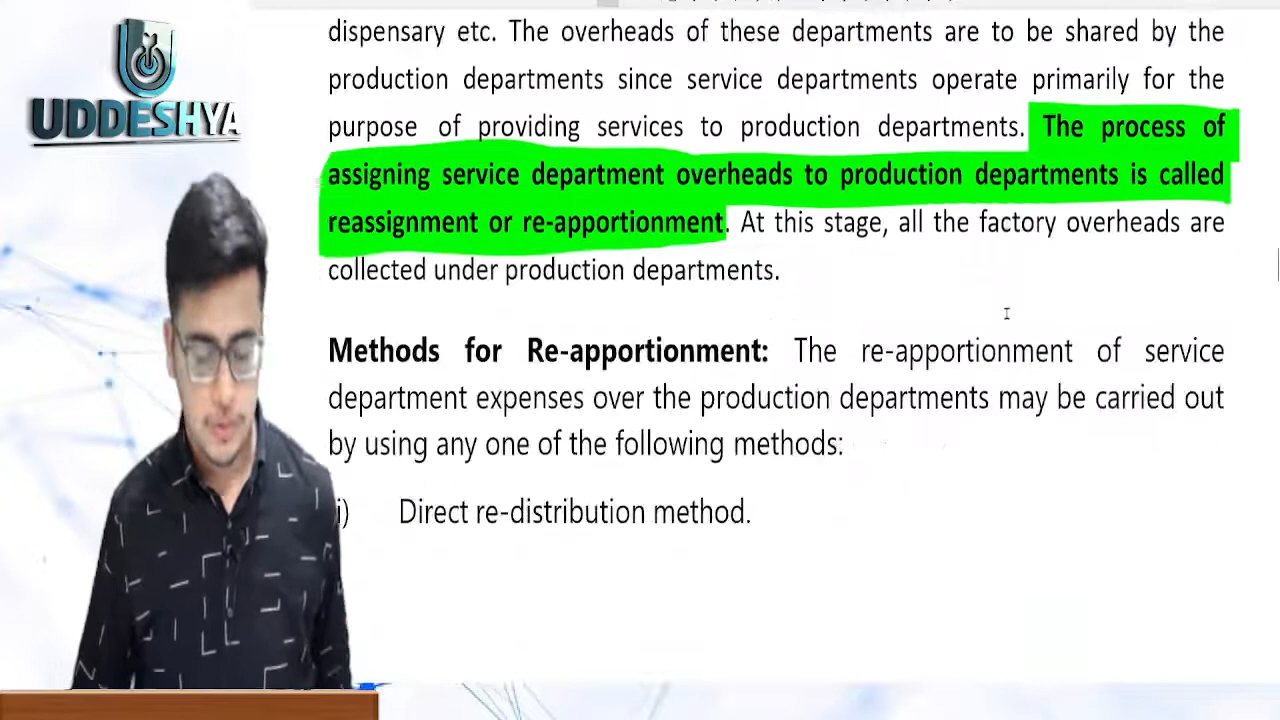 UDDESHYA
dispensary etc. The overheads of these departments are to be shared by the
production departments since service departments operate primarily for the
purpose of providing services to production departments. The process of
assigning service department overheads to production departments is called
reassignment or re-apportionment. At this stage, all the factory overheads are
collected under production departments.
Methods for Re-apportionment: The re-apportionment of service
department expenses over the production departments may be carried out
by using any one of the following methods:
i) Direct re-distribution method.